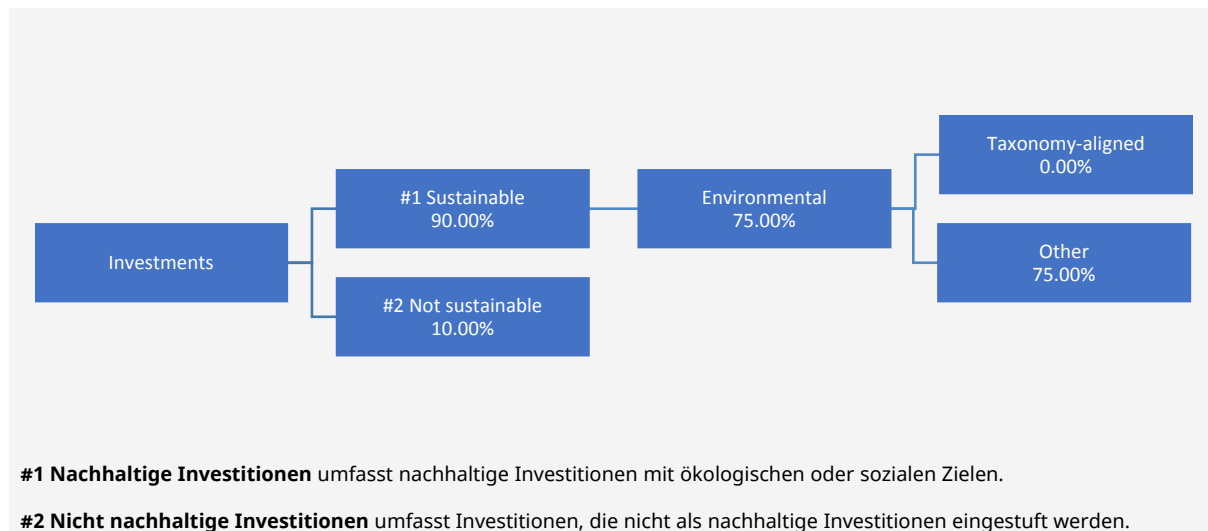 Investments
#1 Sustainable
90.00%
#2 Not sustainable
10.00%
Environmental
75.00%
Taxonomy-aligned
0.00%
Other
75.00%
#1 Nachhaltige Investitionen umfasst nachhaltige Investitionen mit ökologischen oder sozialen Zielen.
#2 Nicht nachhaltige Investitionen umfasst Investitionen, die nicht als nachhaltige Investitionen eingestuft werden.